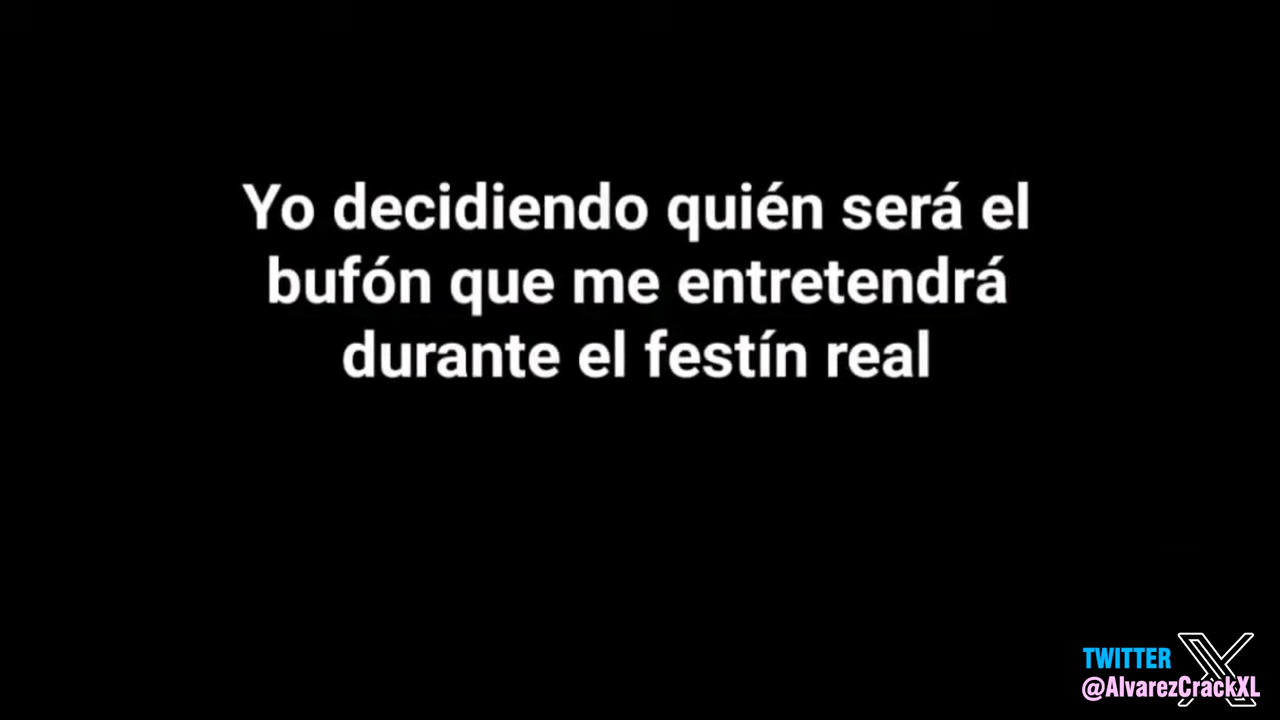 Yo decidiendo quién será el
bufón que me entretendrá
durante el festín real
TWITTER
@AlvarezCrackXL